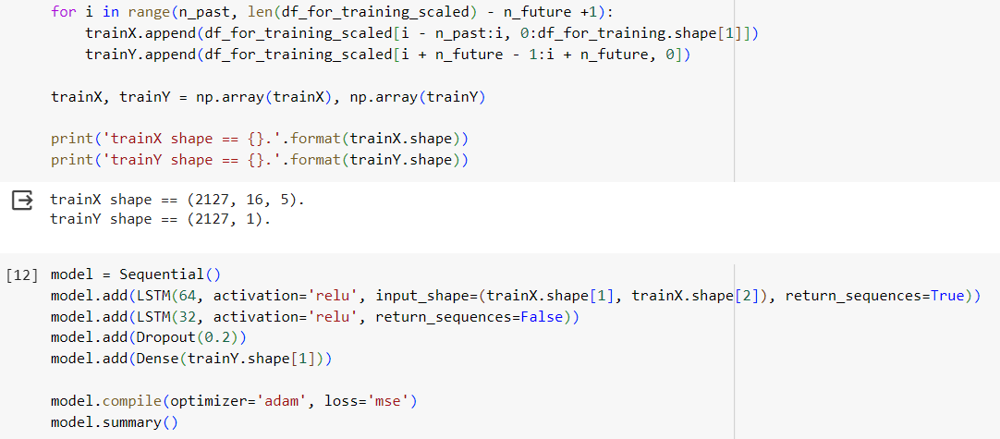 for i in range(n_past, len(df_for_training_scaled) - n_future +1):
    trainX.append(df_for_training_scaled[i - n_past:i, 0:df_for_training.shape[1]])
    trainY.append(df_for_training_scaled[i + n_future - 1:i + n_future, 0])

trainX, trainY = np.array(trainX), np.array(trainY)

print('trainX shape == {}.'.format(trainX.shape))
print('trainY shape == {}.'.format(trainY.shape))

trainX shape == (2127, 16, 5).
trainY shape == (2127, 1).

[12] model = Sequential()
model.add(LSTM(64, activation='relu', input_shape=(trainX.shape[1], trainX.shape[2]), return_sequences=True))
model.add(LSTM(32, activation='relu', return_sequences=False))
model.add(Dropout(0.2))
model.add(Dense(trainY.shape[1]))

model.compile(optimizer='adam', loss='mse')
model.summary()